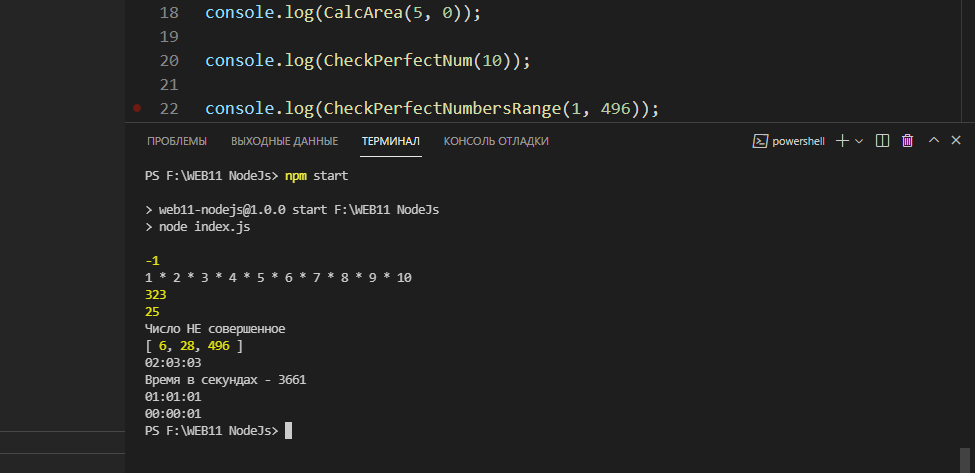 18 console.log(CalcArea(5, 0));
19
20 console.log(CheckPerfectNum(10));
21
22 console.log(CheckPerfectNumbersRange(1, 496));
ПРОБЛЕМЫ ВЫХОДНЫЕ ДАННЫЕ ТЕРМИНАЛ КОНСОЛЬ ОТЛАДКИ powershell
PS F:\WEB11 NodeJs> npm start
> web11-nodejs@1.0.0 start F:\WEB11 NodeJs
> node index.js
-1
1 * 2 * 3 * 4 * 5 * 6 * 7 * 8 * 9 * 10
323
25
Число НЕ совершенное
[ 6, 28, 496 ]
02:03:03
Время в секундах - 3661
01:01:01
00:00:01
PS F:\WEB11 NodeJs>